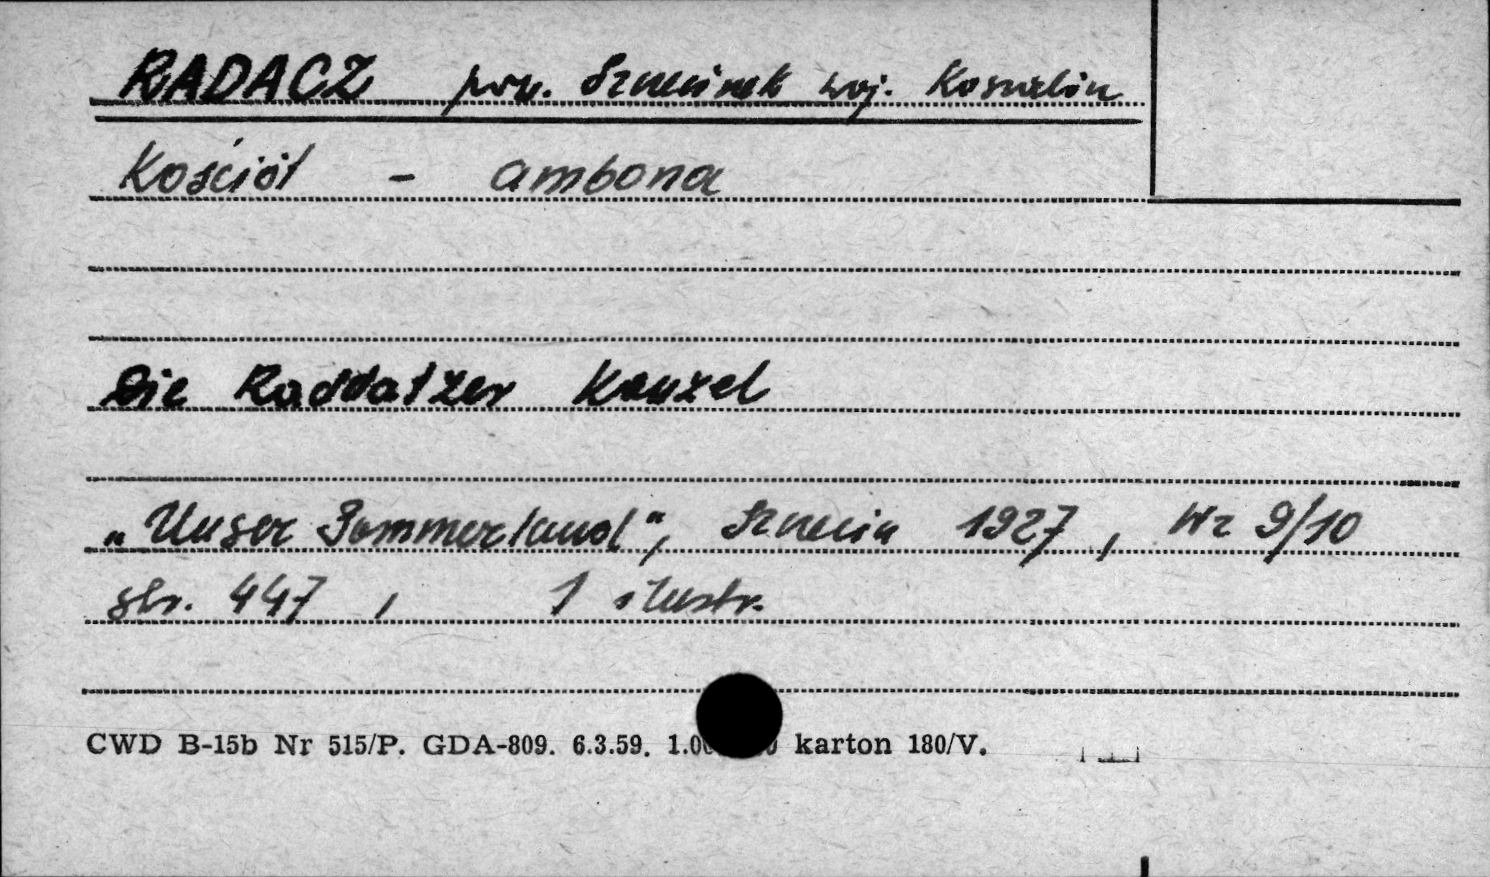 RADACZ pow. Szczecinek woj. Koszalin
Kościół - ambona
Die Raddatzer Kanzel
„Unser Pommerland", Szczecin 1927, Nr 9/10
str. 447, 1 ilustr.
CWD B-15b Nr 515/P. GDA-809. 6.3.59. karton 180/V.